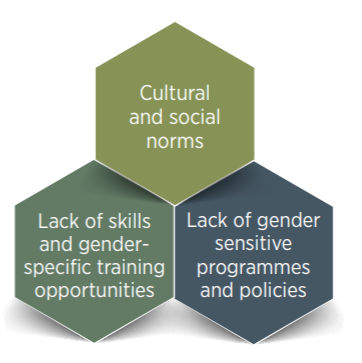 Cultural
and social
norms
Lack of skills
and gender-
specific training
opportunities
Lack of gender
sensitive
programmes
and policies